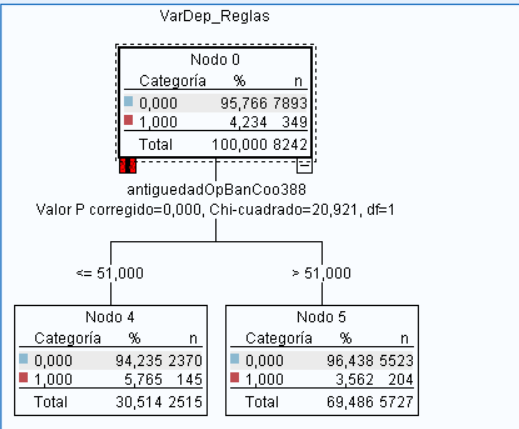 VarDep_Reglas
Nodo 0
Categoría % n
0,000 95,766 7893
1,000 4,234 349
Total 100,000 8242
antiguedadOpBanCoo388
Valor P corregido=0,000, Chi-cuadrado=20,921, df=1
<= 51,000 > 51,000
Nodo 4
Categoría % n
0,000 94,235 2370
1,000 5,765 145
Total 30,514 2515
Nodo 5
Categoría % n
0,000 96,438 5523
1,000 3,562 204
Total 69,486 5727